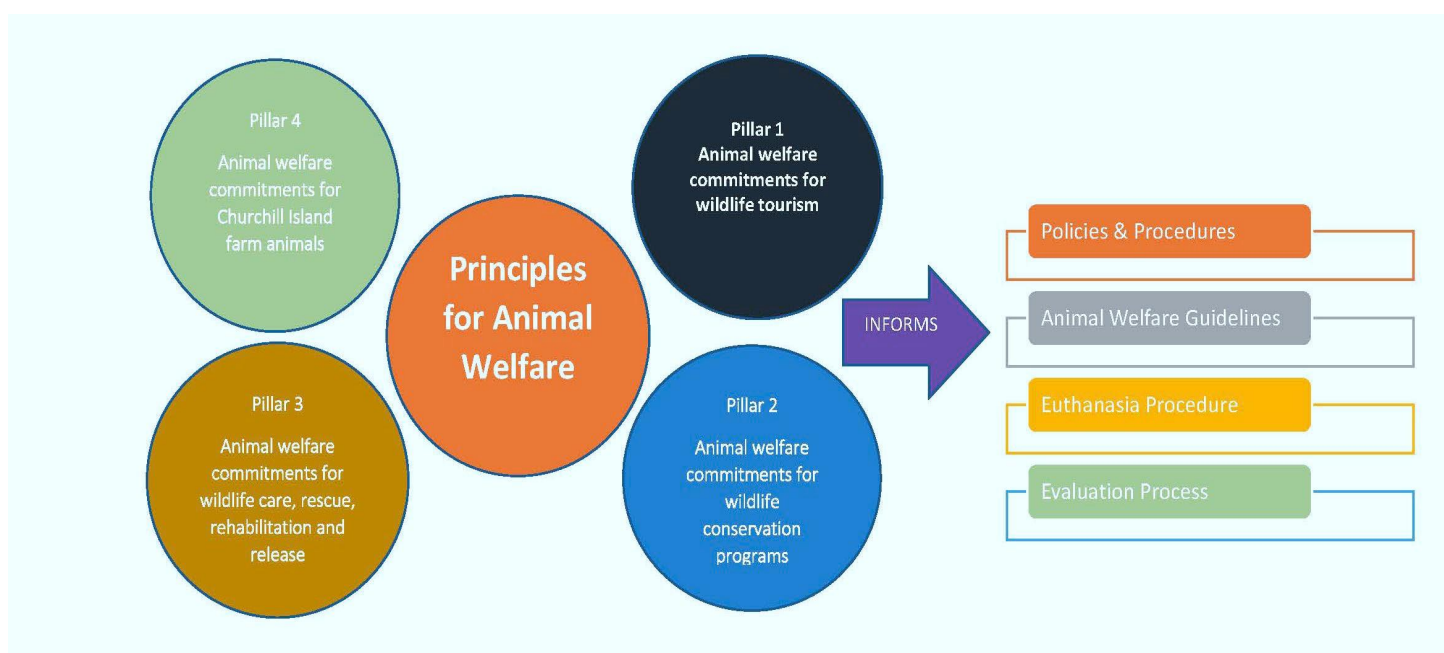 Pillar 4
Animal welfare
commitments for
Churchill Island
farm animals
Pillar 1
Animal welfare
commitments for
wildlife tourism
Principles
for Animal
Welfare
Pillar 3
Animal welfare
commitments for
wildlife care, rescue,
rehabilitation and
release
Pillar 2
Animal welfare
commitments for
wildlife
conservation
programs
INFORMS
Policies & Procedures
Animal Welfare Guidelines
Euthanasia Procedure
Evaluation Process